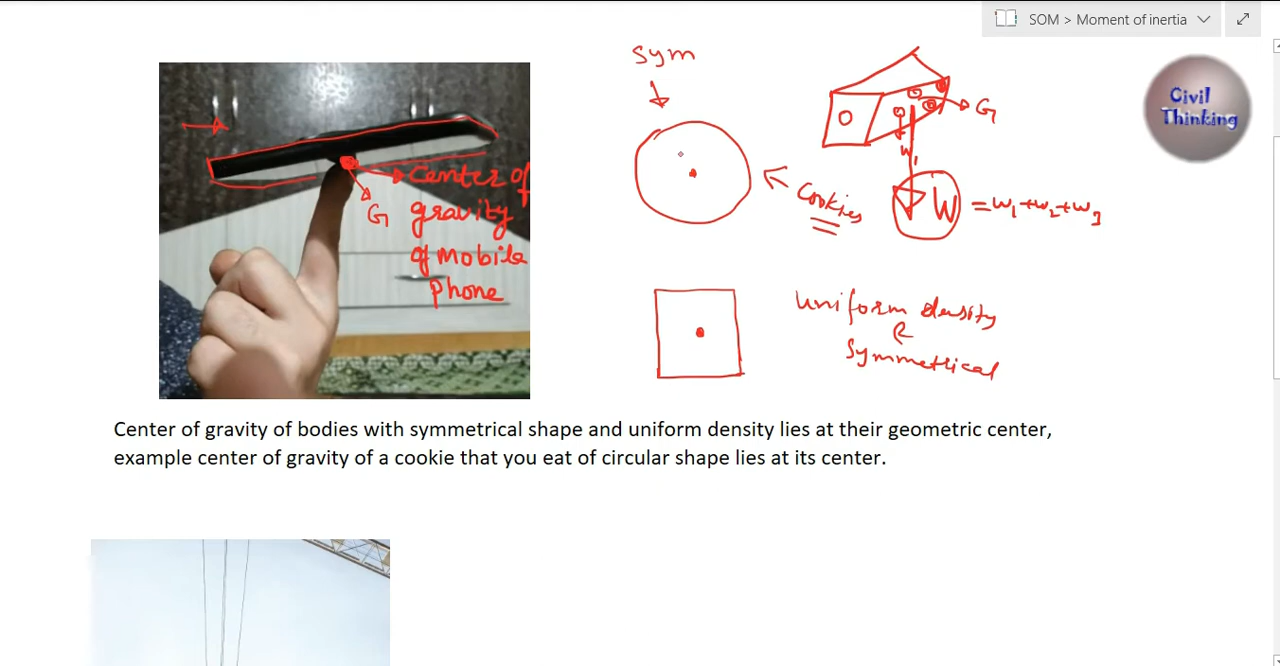 SOM > Moment of inertia
Civil
Thinking
Sym
G
Center of
gravity
of mobile
phone
G
Cookies
W = W1 + W2 + W3
uniform density
&
Symmetrical
Center of gravity of bodies with symmetrical shape and uniform density lies at their geometric center,
example center of gravity of a cookie that you eat of circular shape lies at its center.